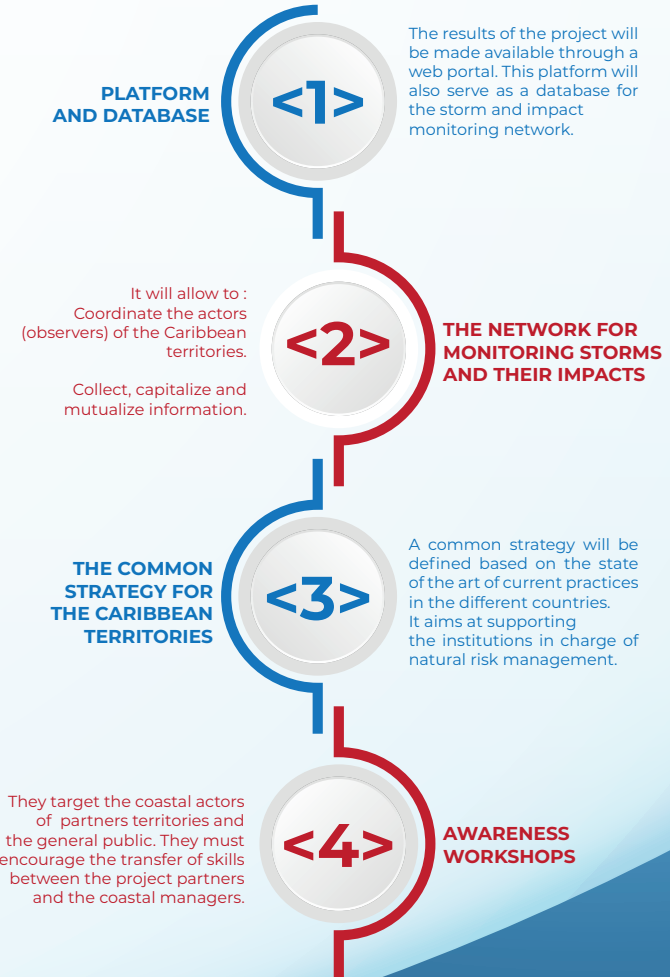 PLATFORM
AND DATABASE
<1>
The results of the project will
be made available through a
web portal. This platform will
also serve as a database for
the storm and impact
monitoring network.
It will allow to :
Coordinate the actors
(observers) of the Caribbean
territories.
Collect, capitalize and
mutualize information.
<2>
THE NETWORK FOR
MONITORING STORMS
AND THEIR IMPACTS
THE COMMON
STRATEGY FOR
THE CARIBBEAN
TERRITORIES
<3>
A common strategy will be
defined based on the state
of the art of current practices
in the different countries.
It aims at supporting
the institutions in charge of
natural risk management.
They target the coastal actors
of partners territories and
the general public. They must
encourage the transfer of skills
between the project partners
and the coastal managers.
<4>
AWARENESS
WORKSHOPS